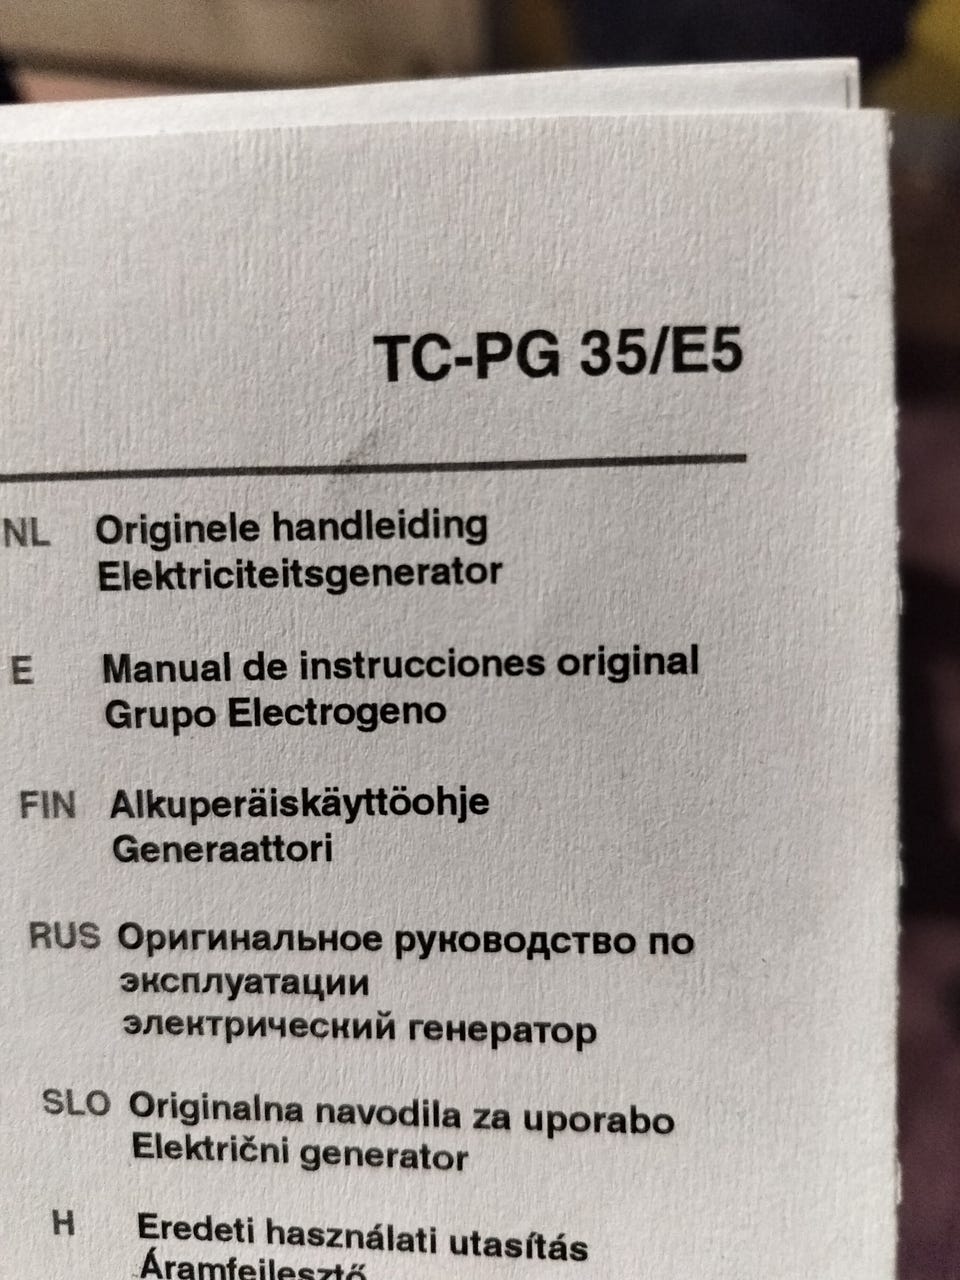 TC-PG 35/E5
NL Originele handleiding
Elektriciteitsgenerator
E Manual de instrucciones original
Grupo Electrogeno
FIN Alkuperäiskäyttöohje
Generaattori
RUS Оригинальное руководство по
эксплуатации
электрический генератор
SLO Originalna navodila za uporabo
Električni generator
H Eredeti használati utasítás
Áramfejlesztő